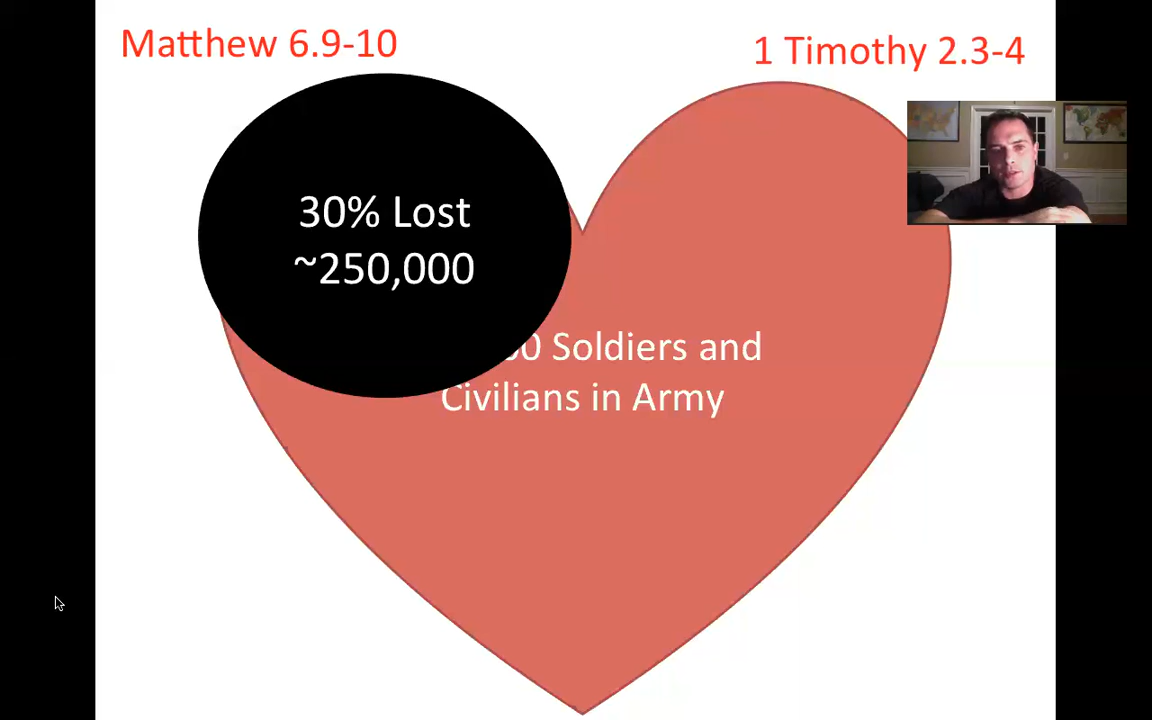 Matthew 6.9-10
1 Timothy 2.3-4
30% Lost
~250,000
Soldiers and
Civilians in Army